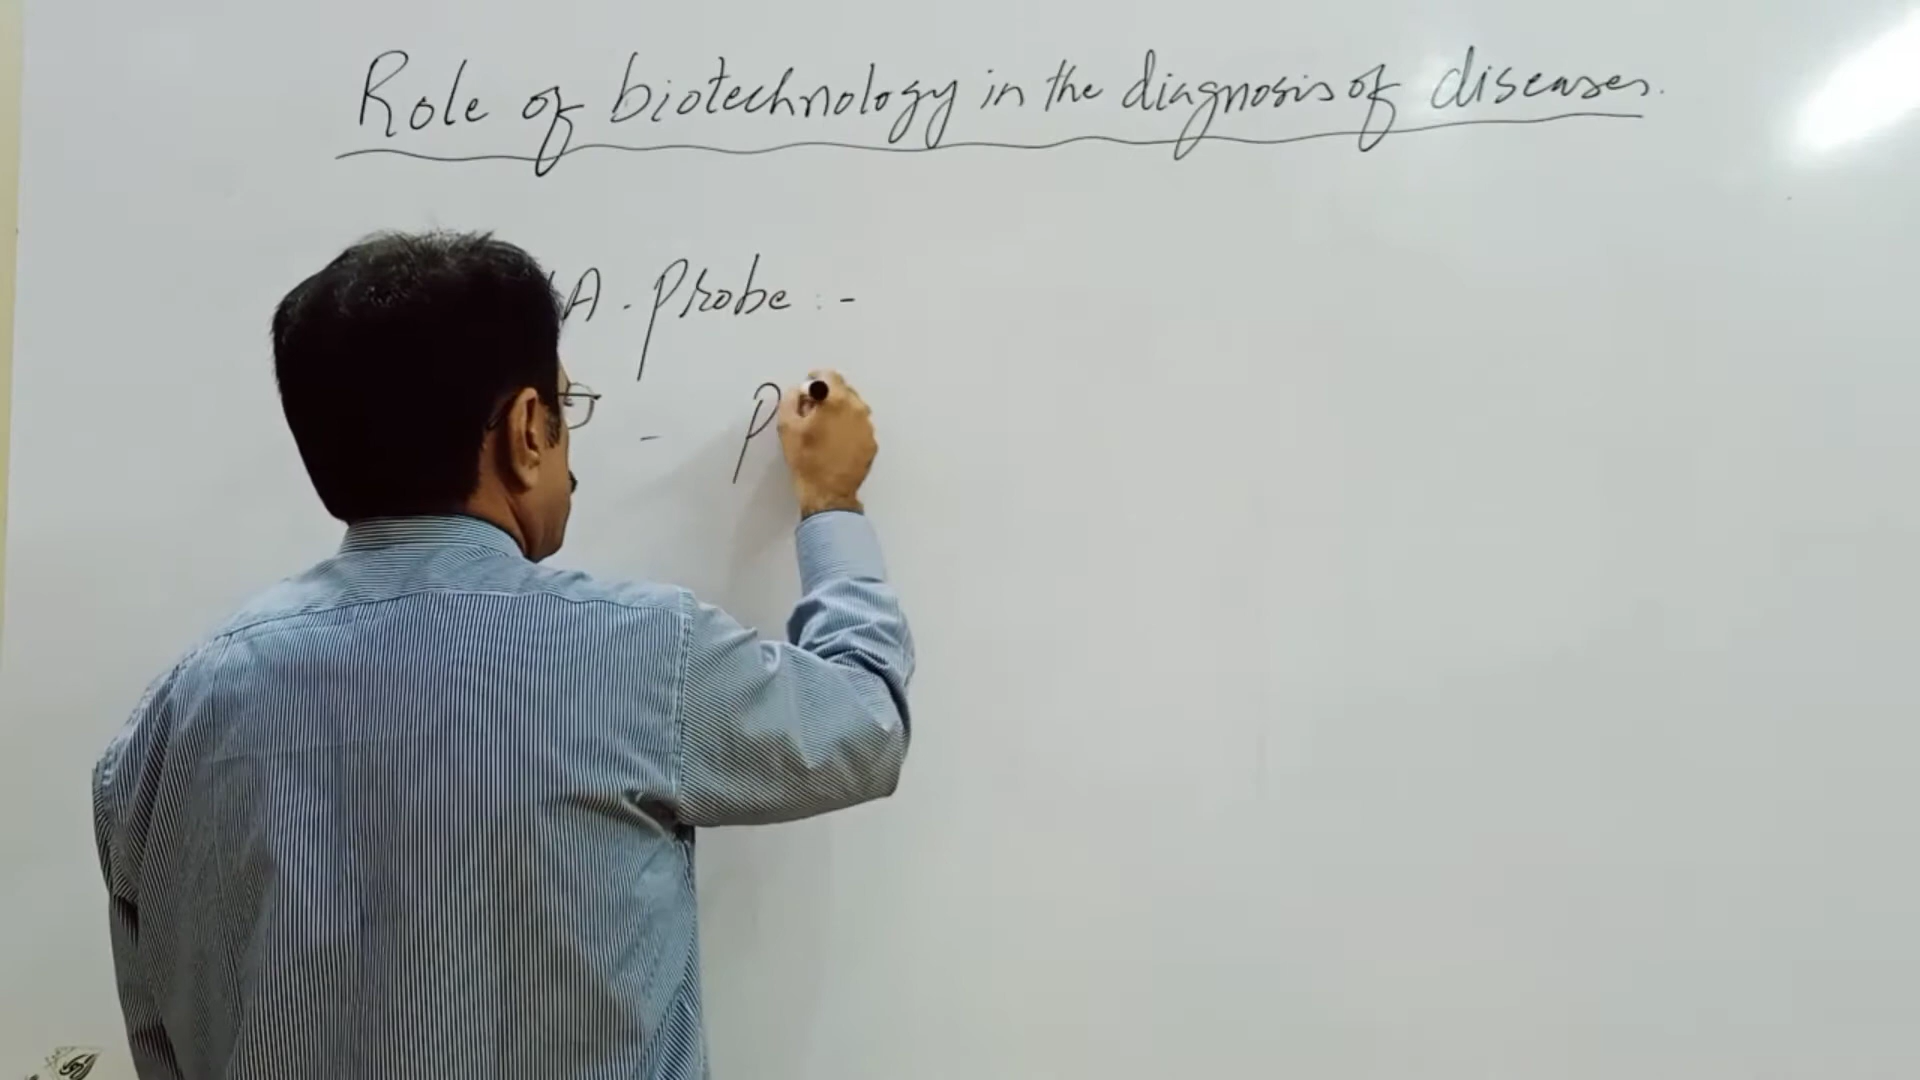 Role of biotechnology in the diagnosis of diseases.
A. Probe :-
- P